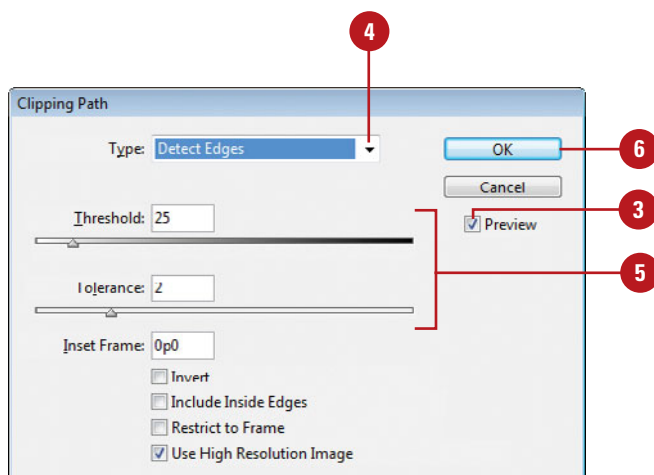 4
Clipping Path
Type: Detect Edges
OK
6
Cancel
Threshold: 25
3
Preview
5
Tolerance: 2
Inset Frame: 0p0
Invert
Include Inside Edges
Restrict to Frame
Use High Resolution Image